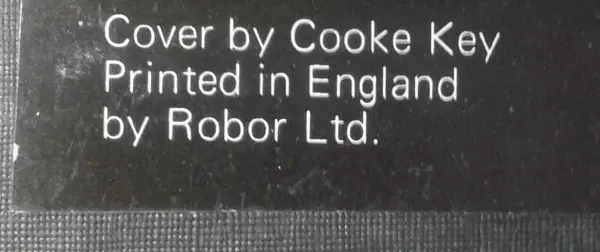 Cover by Cooke Key
Printed in England
by Robor Ltd.